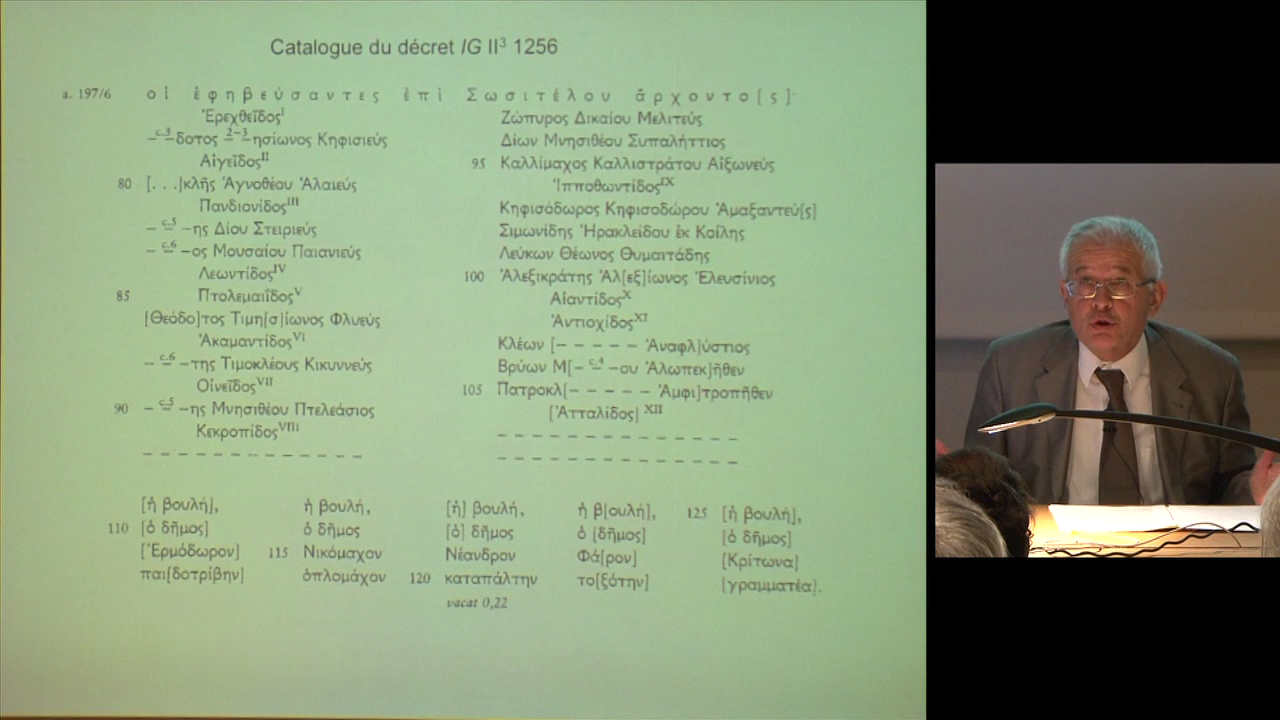 Catalogue du décret IG II³ 1256
a. 197/6 οἱ ἐφηβεύσαντες ἐπὶ Σωσιτέλου ἄρχοντο[ς]·
Ἐρεχθεῖδος I
– c.3 –δοτος 2–3 –ησίωνος Κηφισιεύς
Αἰγεῖδος II
80 [. . .]κλῆς Ἁγνοθέου Ἁλαιεύς
Πανδιονίδος III
– c.5 –ης Δίου Στειριεύς
– c.6 –ος Μουσαίου Παιανιεύς
Λεωντίδος IV
85 Πτολεμαιΐδος V
[Θεόδο]τος Τιμη[σ]ίωνος Φλυεύς
Ἀκαμαντίδος VI
– c.6 –της Τιμοκλέους Κικυννεύς
Οἰνεῖδος VII
90 – c.5 –ης Μνησιθέου Πτελεάσιος
Κεκροπίδος VIII
– – – – – – – – – – – – –
Ζώπυρος Δικαίου Μελιτεύς
Δίων Μνησιθέου Συπαλήττιος
95 Καλλίμαχος Καλλιστράτου Αἰξωνεύς
Ἱπποθωντίδος IX
Κηφισόδωρος Κηφισοδώρου Ἁμαξαντεύ[ς]
Σιμωνίδης Ἡρακλείδου ἐκ Κοίλης
Λεύκων Θέωνος Θυμαιτάδης
100 Ἀλεξικράτης Ἀλ[εξ]ίωνος Ἐλευσίνιος
Αἰαντίδος X
Ἀντιοχίδος XI
Κλέων [– – – – – Ἀναφλ]ύστιος
Βρύων Μ[– c.4 –ου Ἀλωπεκ]ῆθεν
105 Πατροκλ[– – – – – Ἀμφι]τροπῆθεν
[Ἀτταλίδος] XII
– – – – – – – – – – – – – –
– – – – – – – – – – – – – –
[ἡ βουλή],
110 [ὁ δῆμος]
[Ἑρμόδωρον]
παι[δοτρίβην]
ἡ βουλή,
ὁ δῆμος
115 Νικόμαχον
ὁπλομάχον
[ἡ] βουλή,
[ὁ] δῆμος
Νέανδρον
120 καταπάλτην
vacat 0,22
ἡ β[ουλή],
ὁ [δῆμος]
Φά[ρον]
το[ξότην]
125 [ἡ βουλή],
[ὁ δῆμος]
[Κρίτωνα]
[γραμματέα].